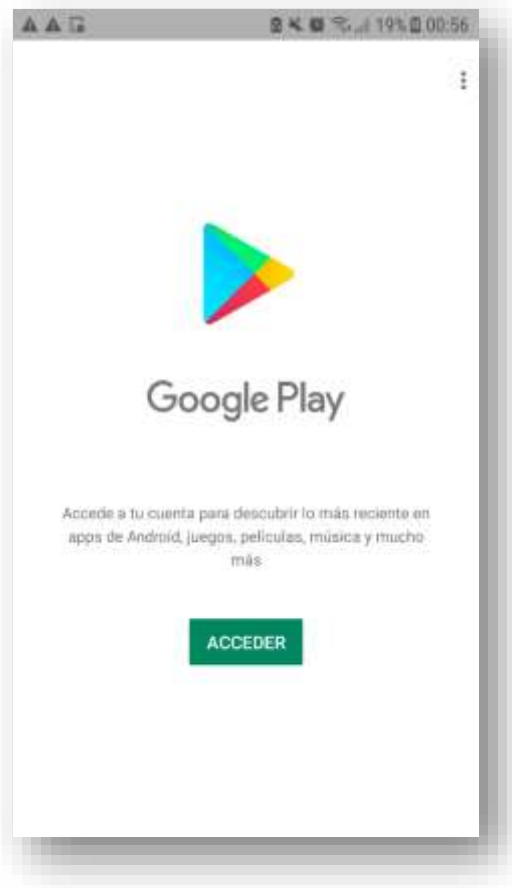 19% 00:56
Google Play
Accede a tu cuenta para descubrir lo más reciente en
apps de Android, juegos, películas, música y mucho
más
ACCEDER